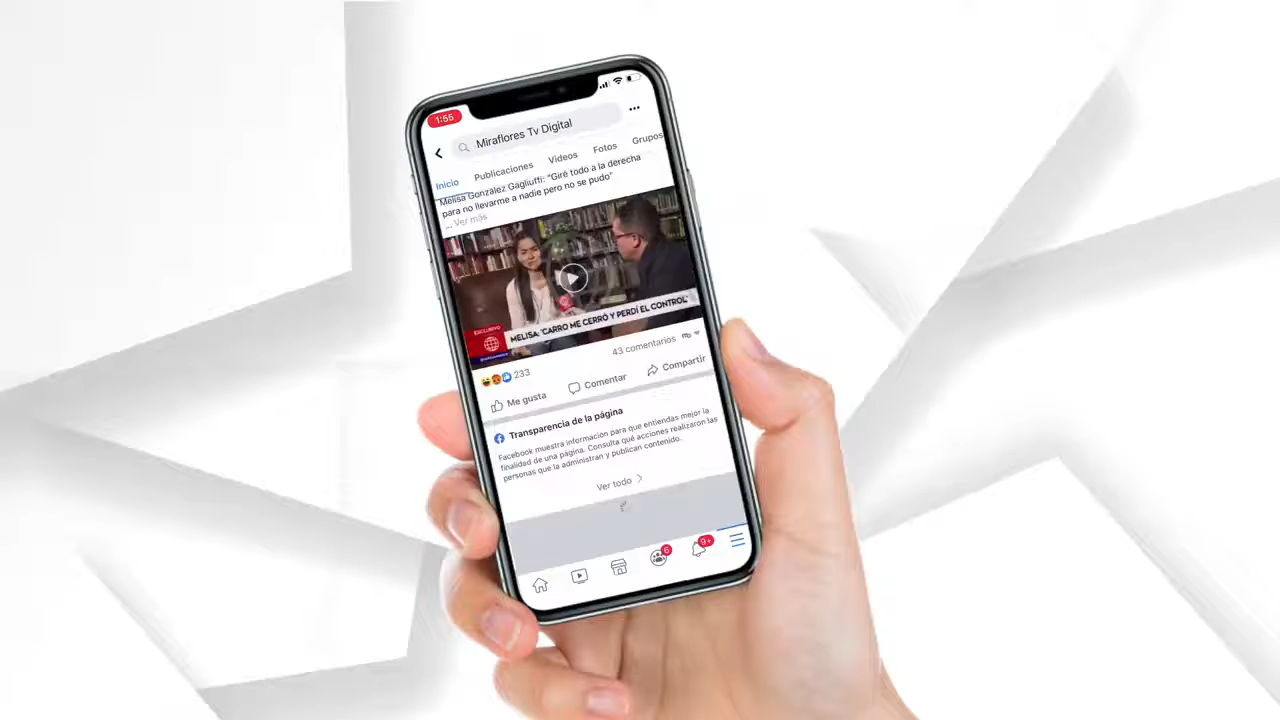 1:55
Miraflores Tv Digital
Inicio Publicaciones Videos Fotos Grupos
Melisa González Gagliuffi: "Giré todo a la derecha
para no llevarme a nadie pero no se pudo"
... Ver más
EXCLUSIVO
MELISA: "CARRO ME CERRÓ Y PERDÍ EL CONTROL"
233
43 comentarios
Me gusta Comentar Compartir
Transparencia de la página
Facebook muestra información para que entiendas mejor la
finalidad de una página. Consulta qué acciones realizaron las
personas que la administran y publican contenido.
Ver todo
6
9+